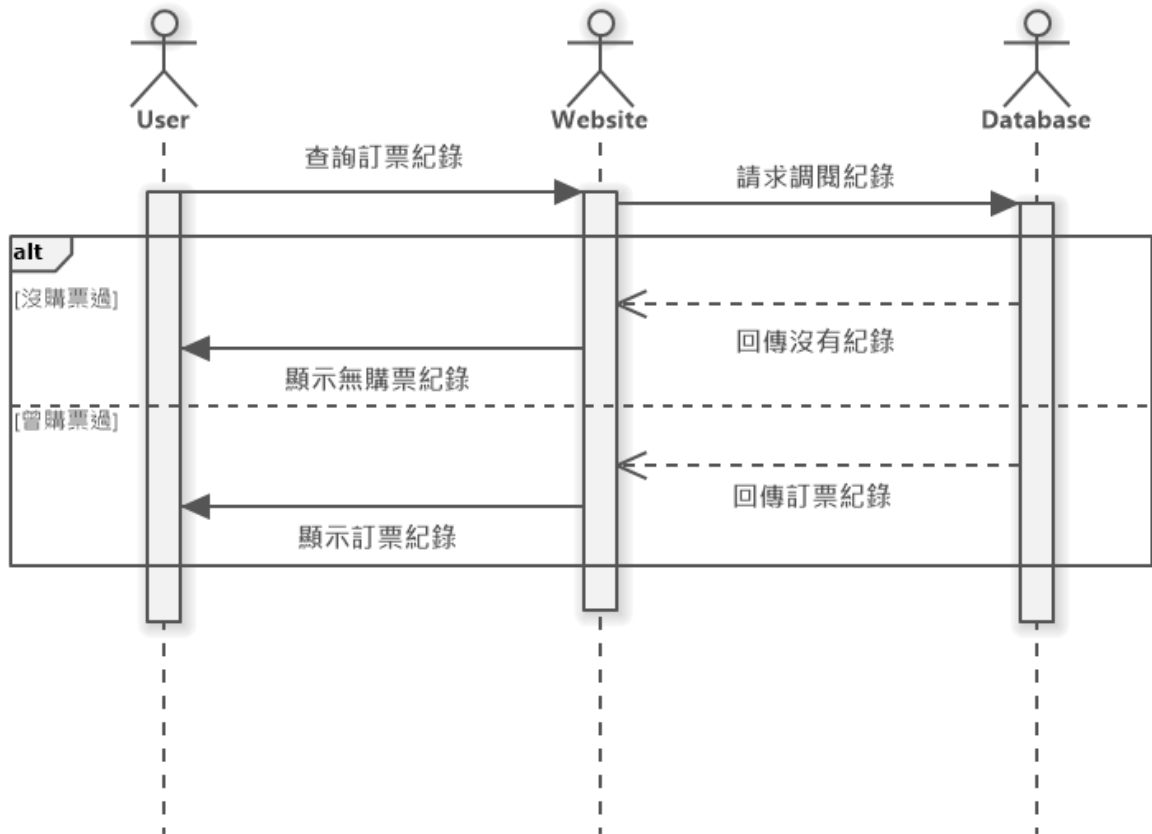 User
Website
Database
查詢訂票紀錄
請求調閱紀錄
alt
[沒購票過]
回傳沒有紀錄
顯示無購票紀錄
[曾購票過]
回傳訂票紀錄
顯示訂票紀錄